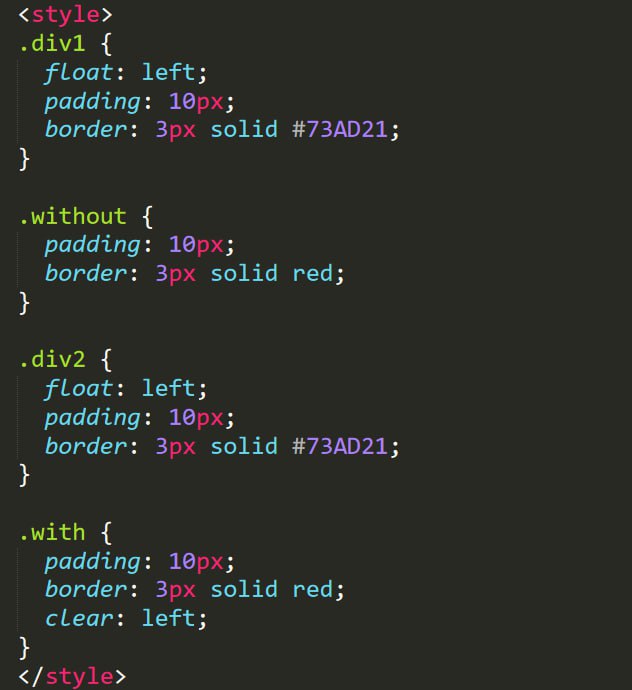 <style>
.div1 {
  float: left;
  padding: 10px;
  border: 3px solid #73AD21;
}

.without {
  padding: 10px;
  border: 3px solid red;
}

.div2 {
  float: left;
  padding: 10px;
  border: 3px solid #73AD21;
}

.with {
  padding: 10px;
  border: 3px solid red;
  clear: left;
}
</style>